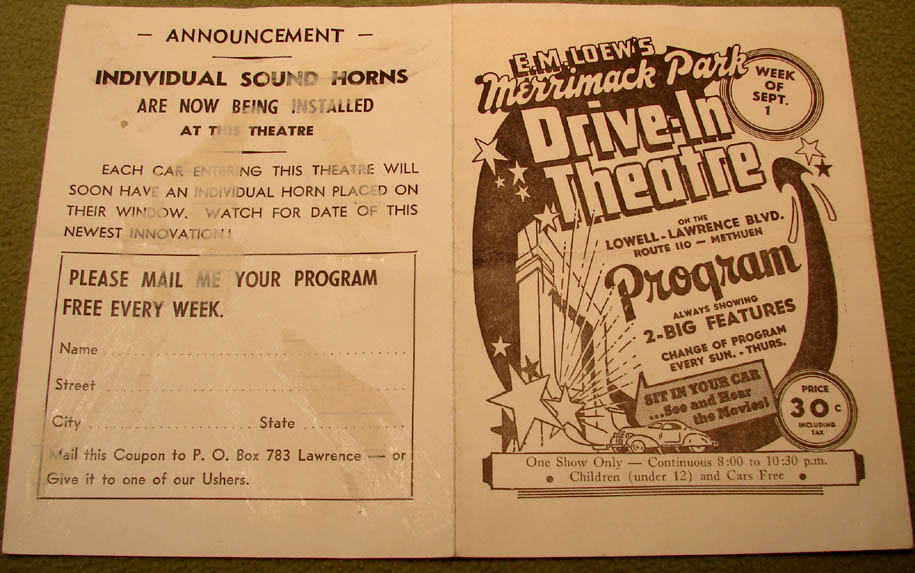 — ANNOUNCEMENT —
INDIVIDUAL SOUND HORNS
ARE NOW BEING INSTALLED
AT THIS THEATRE
EACH CAR ENTERING THIS THEATRE WILL
SOON HAVE AN INDIVIDUAL HORN PLACED ON
THEIR WINDOW. WATCH FOR DATE OF THIS
NEWEST INNOVATION!
PLEASE MAIL ME YOUR PROGRAM
FREE EVERY WEEK.
Name
Street
City State
Mail this Coupon to P. O. Box 783 Lawrence — or
Give it to one of our Ushers.
E.M. LOEW'S
Merrimack Park
Drive-In
Theatre
WEEK
OF
SEPT.
1
ON THE
LOWELL-LAWRENCE BLVD.
ROUTE 110 — METHUEN
Program
ALWAYS SHOWING
2-BIG FEATURES
CHANGE OF PROGRAM
EVERY SUN. - THURS.
SIT IN YOUR CAR
...See and Hear
the Movies!
PRICE
30c
INCLUDING
TAX
One Show Only — Continuous 8:00 to 10:30 p.m.
• Children (under 12) and Cars Free •